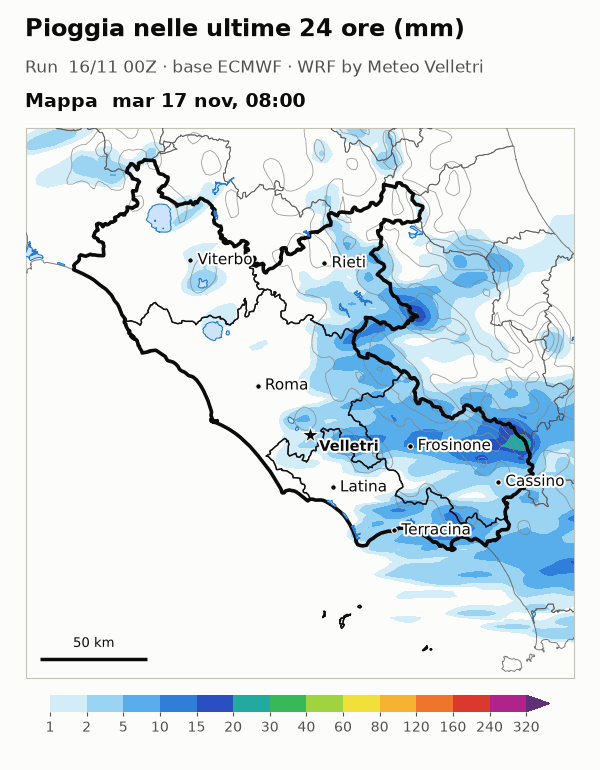 Pioggia nelle ultime 24 ore (mm)
Run  16/11 00Z · base ECMWF · WRF by Meteo Velletri
Mappa  mar 17 nov, 08:00
Viterbo
Rieti
Roma
Velletri
Frosinone
Cassino
Latina
Terracina
50 km
1 2 5 10 15 20 30 40 60 80 120 160 240 320